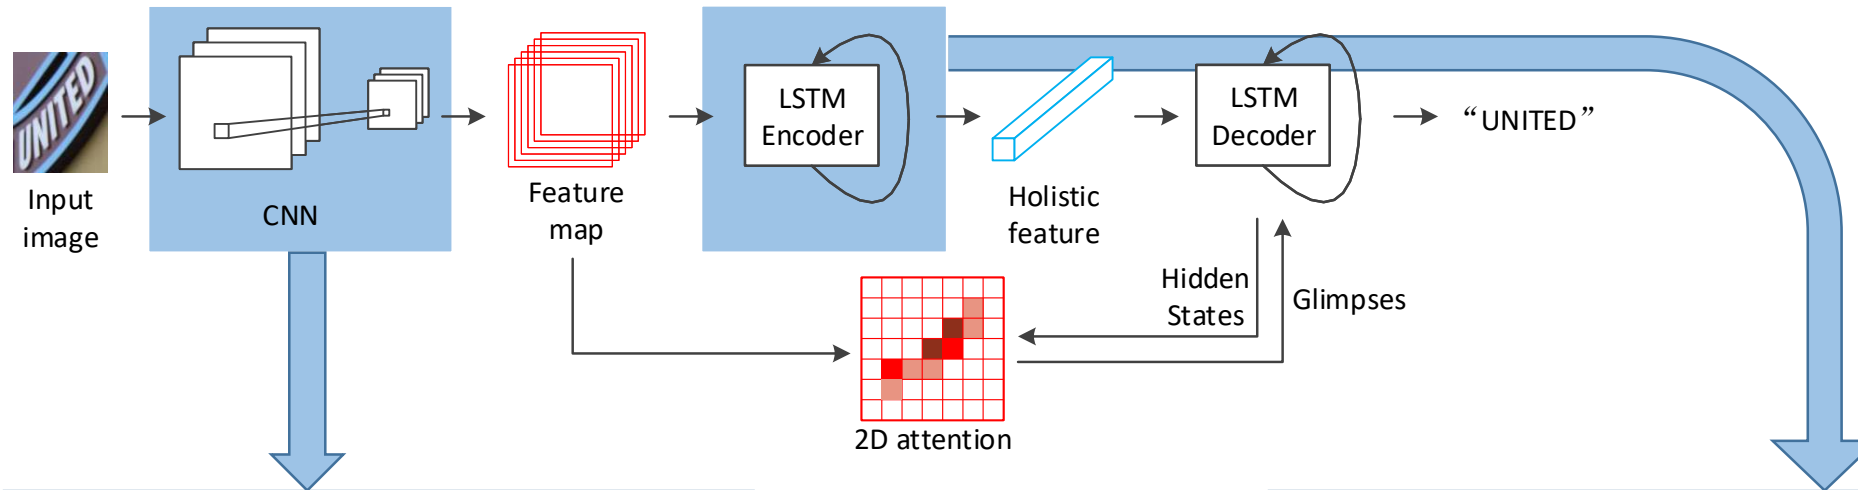 UNITED
Input
image
CNN
Feature
map
LSTM
Encoder
Holistic
feature
LSTM
Decoder
“UNITED”
Hidden
States
Glimpses
2D attention